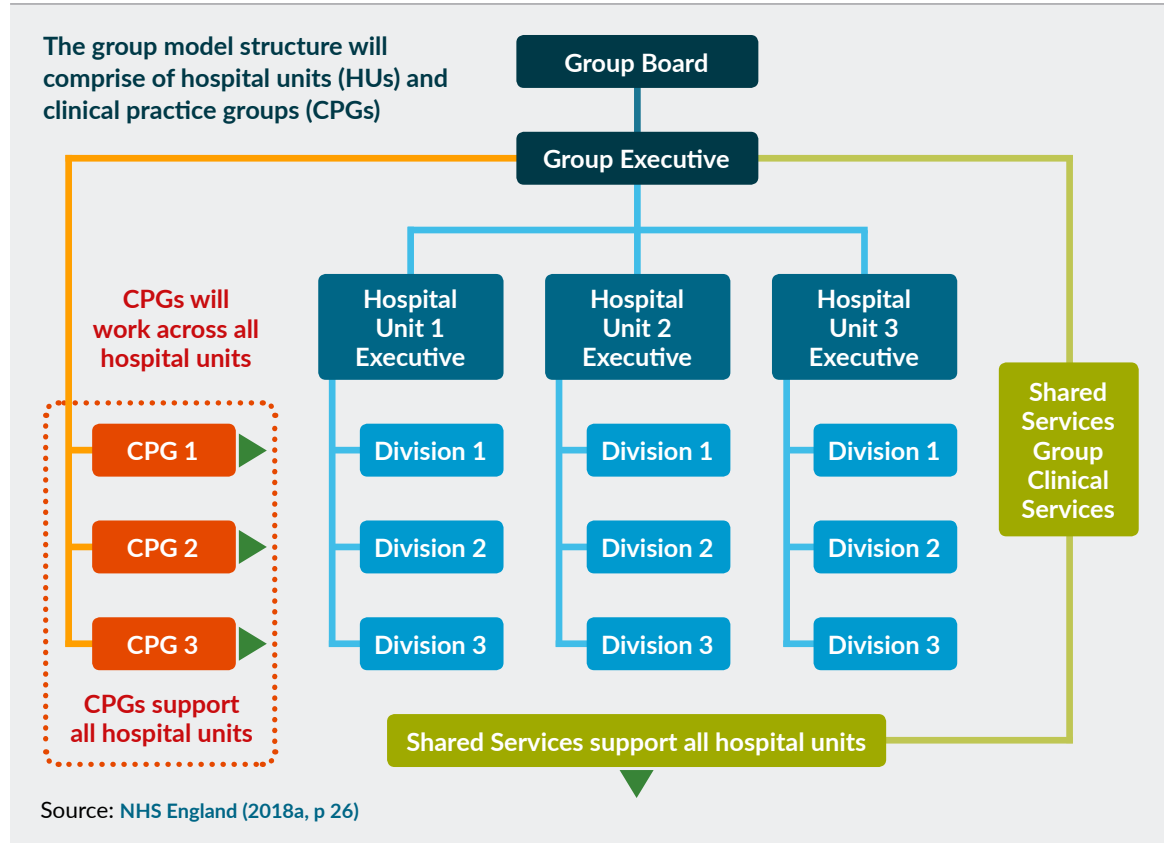 The group model structure will
comprise of hospital units (HUs) and
clinical practice groups (CPGs)
Group Board
Group Executive
CPGs will
work across all
hospital units
CPG 1
CPG 2
CPG 3
CPGs support
all hospital units
Hospital
Unit 1
Executive
Division 1
Division 2
Division 3
Hospital
Unit 2
Executive
Division 1
Division 2
Division 3
Hospital
Unit 3
Executive
Division 1
Division 2
Division 3
Shared
Services
Group
Clinical
Services
Shared Services support all hospital units
Source: NHS England (2018a, p 26)